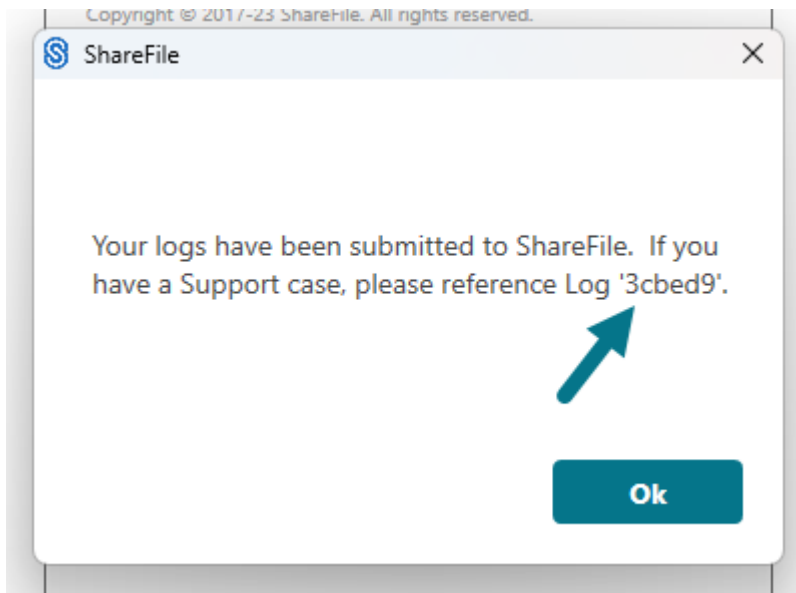 Copyright © 2017-23 ShareFile. All rights reserved.
ShareFile
Your logs have been submitted to ShareFile.  If you
have a Support case, please reference Log '3cbed9'.
Ok